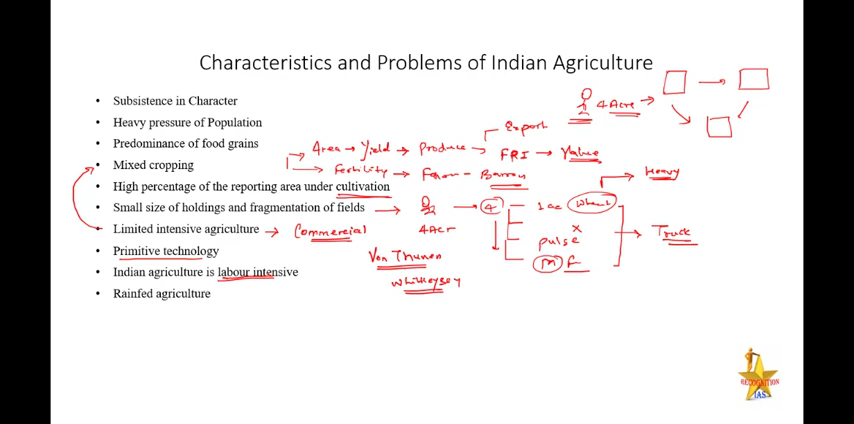 Characteristics and Problems of Indian Agriculture
• Subsistence in Character
• Heavy pressure of Population
• Predominance of food grains
• Mixed cropping
• High percentage of the reporting area under cultivation
• Small size of holdings and fragmentation of fields
• Limited intensive agriculture → Commercial
• Primitive technology
• Indian agriculture is labour intensive
• Rainfed agriculture
4 Acre →
Export
Area → Yield → Produce
FRI → Value
Fertility →
Heavy
4
1 ac Wheat
4 Acr
x
pulse
→ Truck
M F
Von Thunen
Whittlesey
RECOGNITION
IAS